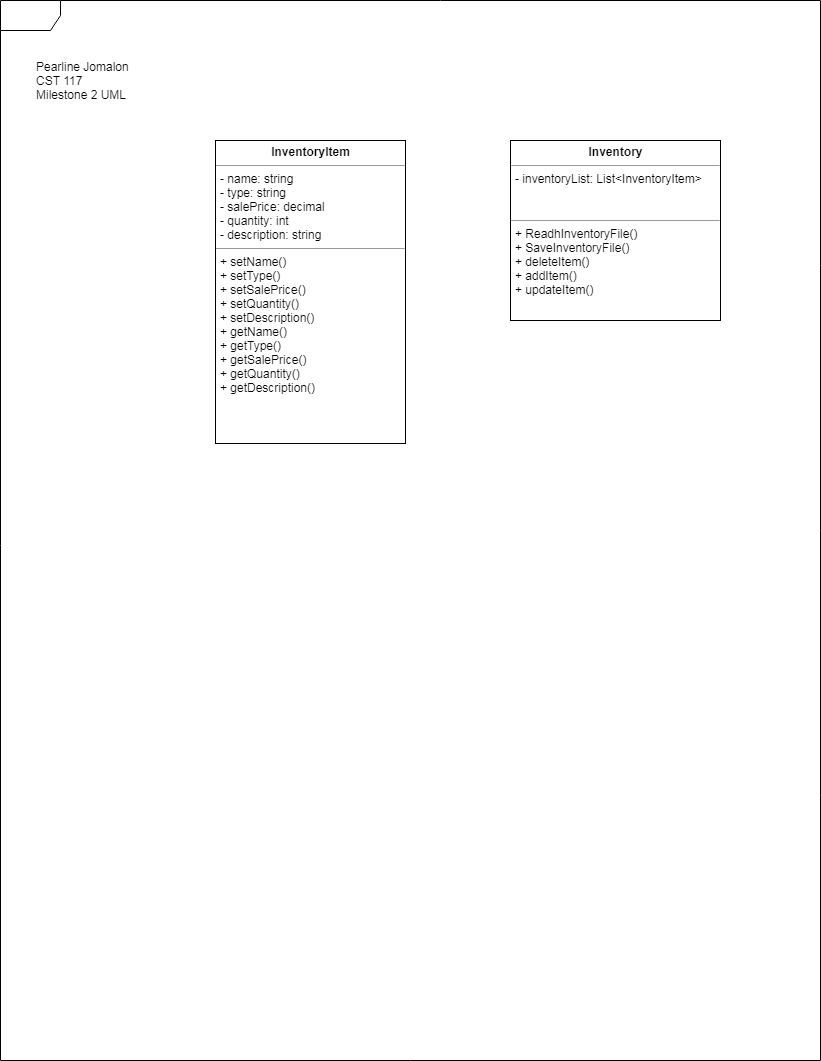 Pearline Jomalon
CST 117
Milestone 2 UML
InventoryItem
- name: string
- type: string
- salePrice: decimal
- quantity: int
- description: string
+ setName()
+ setType()
+ setSalePrice()
+ setQuantity()
+ setDescription()
+ getName()
+ getType()
+ getSalePrice()
+ getQuantity()
+ getDescription()
Inventory
- inventoryList: List<InventoryItem>
+ ReadhInventoryFile()
+ SaveInventoryFile()
+ deleteItem()
+ addItem()
+ updateItem()